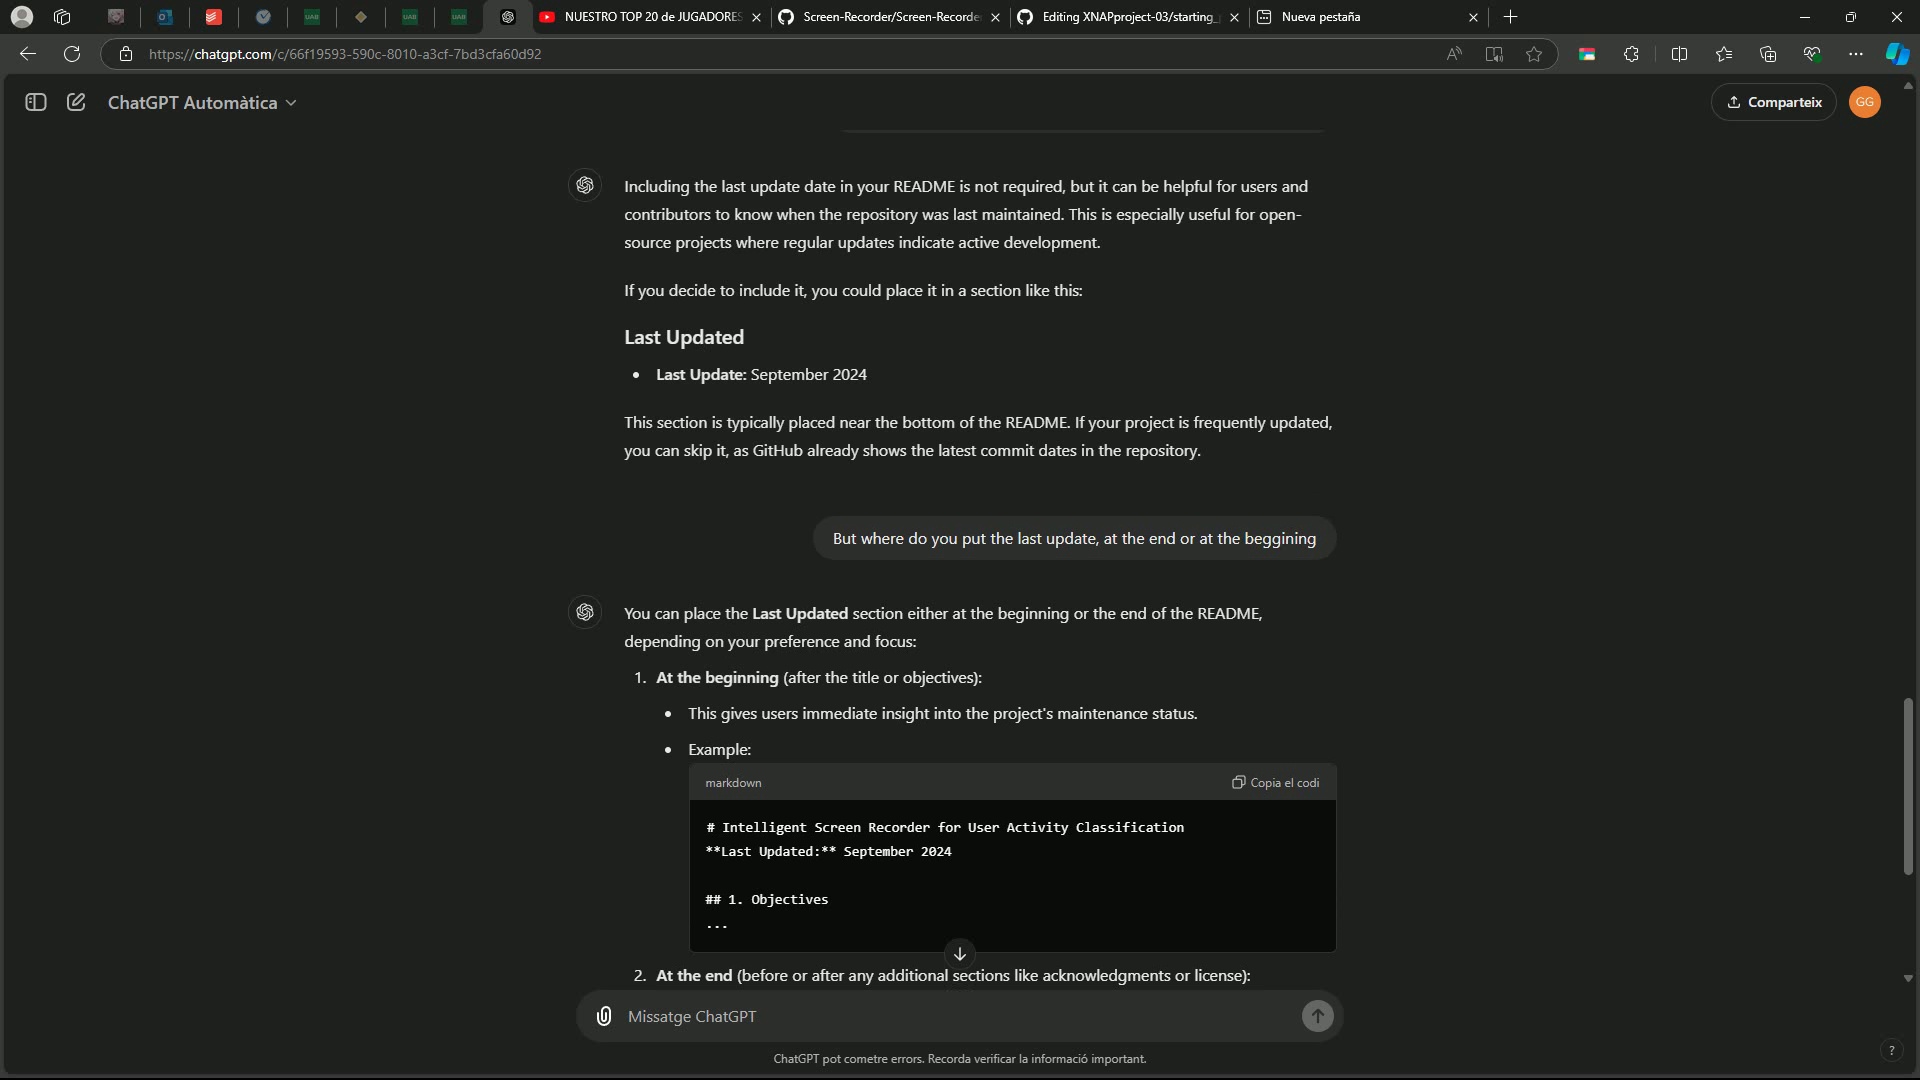 UAB
UAB
UAB
NUESTRO TOP 20 de JUGADORES
Screen-Recorder/Screen-Recorde
Editing XNAPproject-03/starting_
Nueva pestaña
https://chatgpt.com/c/66f19593-590c-8010-a3cf-7bd3cfa60d92
ChatGPT Automàtica
Comparteix
GG
Including the last update date in your README is not required, but it can be helpful for users and
contributors to know when the repository was last maintained. This is especially useful for open-
source projects where regular updates indicate active development.
If you decide to include it, you could place it in a section like this:
Last Updated
• Last Update: September 2024
This section is typically placed near the bottom of the README. If your project is frequently updated,
you can skip it, as GitHub already shows the latest commit dates in the repository.
But where do you put the last update, at the end or at the beggining
You can place the Last Updated section either at the beginning or the end of the README,
depending on your preference and focus:
1. At the beginning (after the title or objectives):
• This gives users immediate insight into the project's maintenance status.
• Example:
markdown
Copia el codi
# Intelligent Screen Recorder for User Activity Classification
**Last Updated:** September 2024
## 1. Objectives
...
2. At the end (before or after any additional sections like acknowledgments or license):
Missatge ChatGPT
ChatGPT pot cometre errors. Recorda verificar la informació important.
?